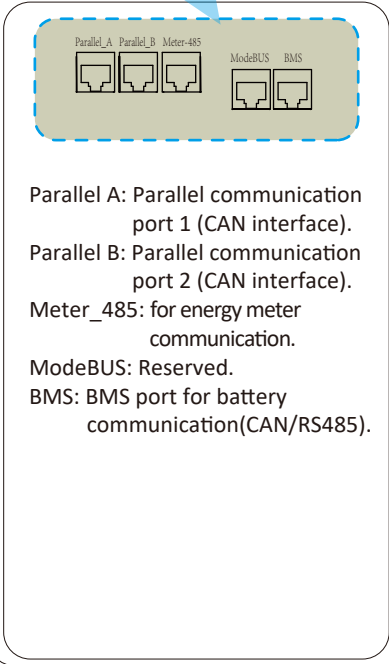 Parallel_A Parallel_B Meter-485
ModeBUS BMS
Parallel A: Parallel communication
port 1 (CAN interface).
Parallel B: Parallel communication
port 2 (CAN interface).
Meter_485: for energy meter
communication.
ModeBUS: Reserved.
BMS: BMS port for battery
communication(CAN/RS485).